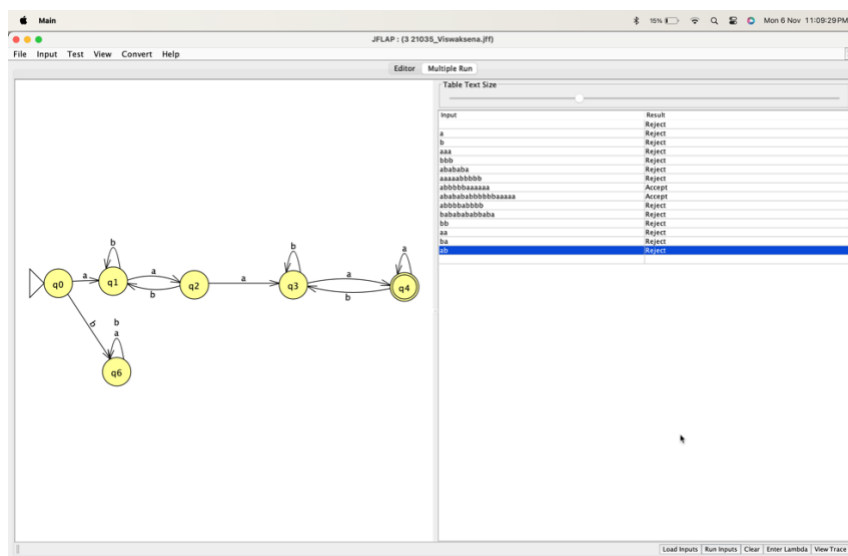 Main
15%
Mon 6 Nov 11:09:29 PM
JFLAP : (3 21035_Viswaksena.jff)
File Input Test View Convert Help
Editor Multiple Run
Table Text Size
Input Result
Reject
a Reject
b Reject
aaa Reject
bbb Reject
abababa Reject
aaaaabbbbb Reject
abbbbbaaaaaa Accept
ababababbbbbbaaaaa Accept
abbbbabbbb Reject
babababbabba Reject
bb Reject
aa Reject
ba Reject
ab Reject
b b a
q0 a q1 a q2 a q3 a q4
b b
b b
a
q6
Load Inputs Run Inputs Clear Enter Lambda View Trace